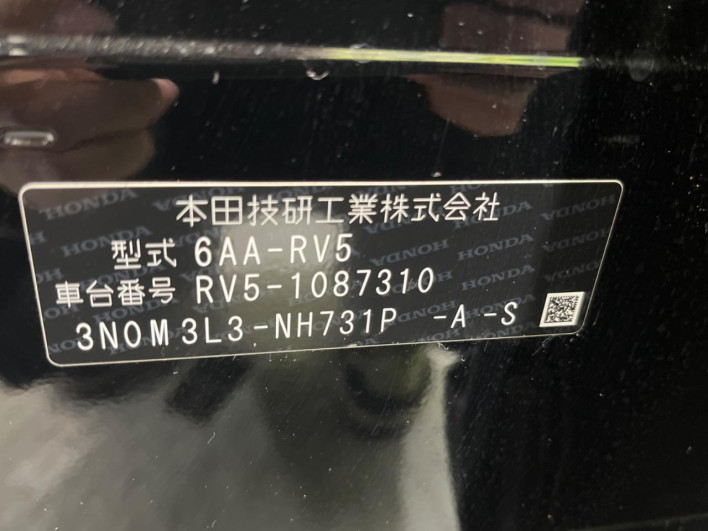 本田技研工業株式会社
型式 6AA-RV5
車台番号 RV5-1087310
3N0M 3L3-NH731P -A-S